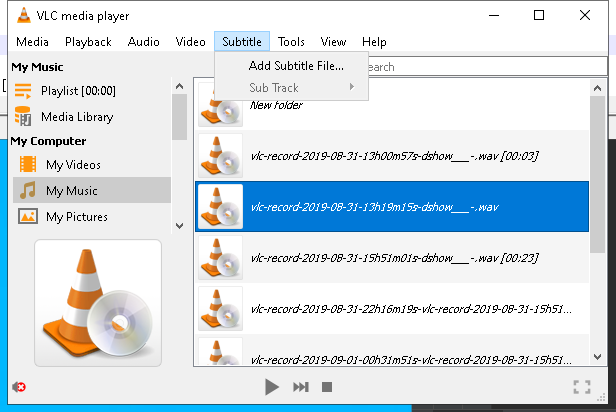 VLC media player
Media Playback Audio Video Subtitle Tools View Help
Add Subtitle File...
Sub Track
My Music
Playlist [00:00]
Media Library
My Computer
My Videos
My Music
My Pictures
earch
New folder
vlc-record-2019-08-31-13h00m57s-dshow___-.wav [00:03]
vlc-record-2019-08-31-13h19m15s-dshow___-.wav
vlc-record-2019-08-31-15h51m01s-dshow___-.wav [00:23]
vlc-record-2019-08-31-22h16m19s-vlc-record-2019-08-31-15h51...
vlc-record-2019-09-01-00h31m51s-vlc-record-2019-08-31-15h51...